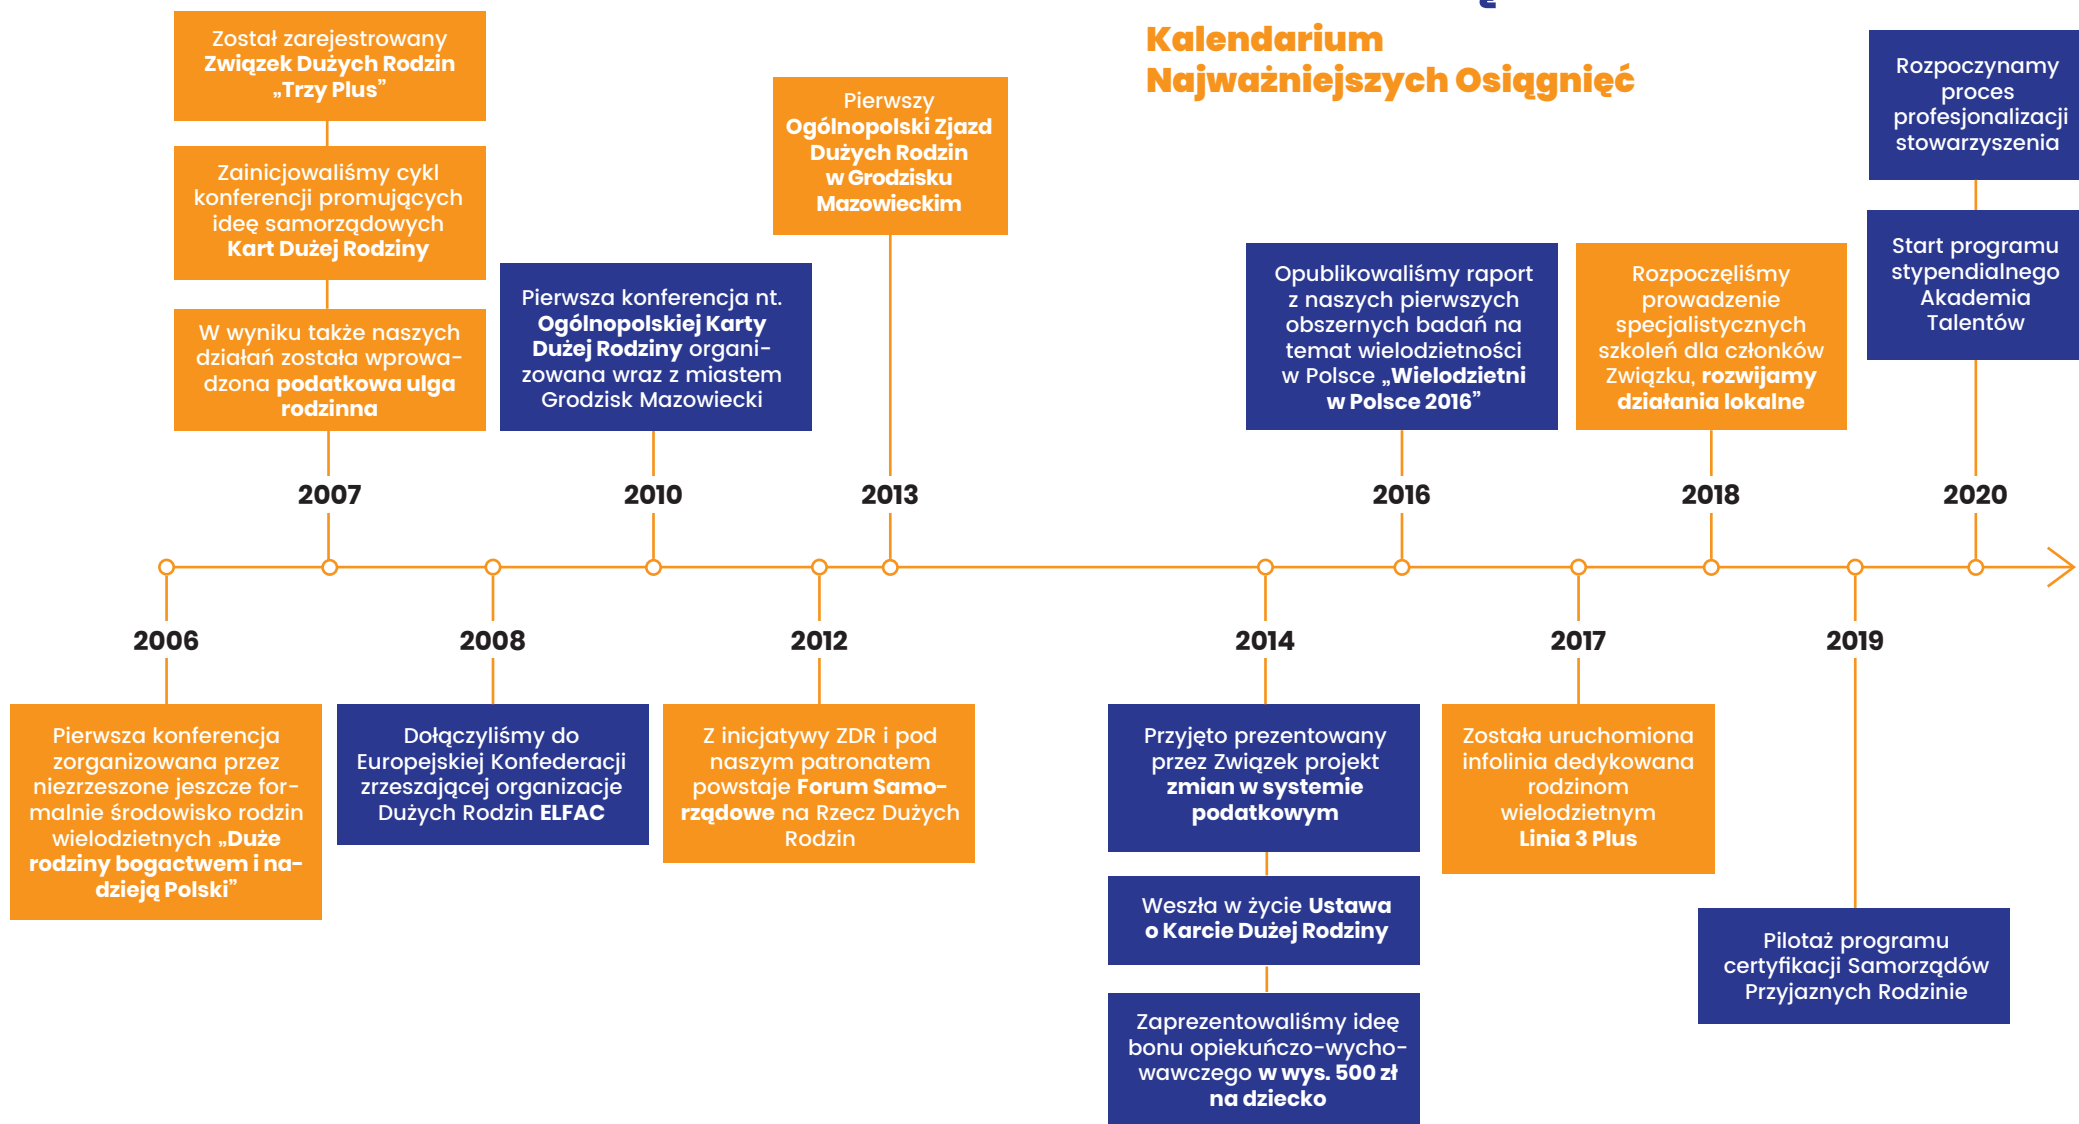 Kalendarium
Najważniejszych Osiągnięć
Został zarejestrowany
Związek Dużych Rodzin
„Trzy Plus”
Zainicjowaliśmy cykl
konferencji promujących
ideę samorządowych
Kart Dużej Rodziny
W wyniku także naszych
działań została wprowa-
dzona podatkowa ulga
rodzinna
2007
Pierwsza konferencja nt.
Ogólnopolskiej Karty
Dużej Rodziny organi-
zowana wraz z miastem
Grodzisk Mazowiecki
2010
Pierwszy
Ogólnopolski Zjazd
Dużych Rodzin
w Grodzisku
Mazowieckim
2013
Opublikowaliśmy raport
z naszych pierwszych
obszernych badań na
temat wielodzietności
w Polsce „Wielodzietni
w Polsce 2016”
2016
Rozpoczęliśmy
prowadzenie
specjalistycznych
szkoleń dla członków
Związku, rozwijamy
działania lokalne
2018
Rozpoczynamy
proces
profesjonalizacji
stowarzyszenia
Start programu
stypendialnego
Akademia
Talentów
2020
2006
Pierwsza konferencja
zorganizowana przez
niezrzeszone jeszcze for-
malnie środowisko rodzin
wielodzietnych „Duże
rodziny bogactwem i na-
dzieją Polski”
2008
Dołączyliśmy do
Europejskiej Konfederacji
zrzeszającej organizacje
Dużych Rodzin ELFAC
2012
Z inicjatywy ZDR i pod
naszym patronatem
powstaje Forum Samo-
rządowe na Rzecz Dużych
Rodzin
2014
Przyjęto prezentowany
przez Związek projekt
zmian w systemie
podatkowym
Weszła w życie Ustawa
o Karcie Dużej Rodziny
Zaprezentowaliśmy ideę
bonu opiekuńczo-wycho-
wawczego w wys. 500 zł
na dziecko
2017
Została uruchomiona
infolinia dedykowana
rodzinom
wielodzietnym
Linia 3 Plus
2019
Pilotaż programu
certyfikacji Samorządów
Przyjaznych Rodzinie